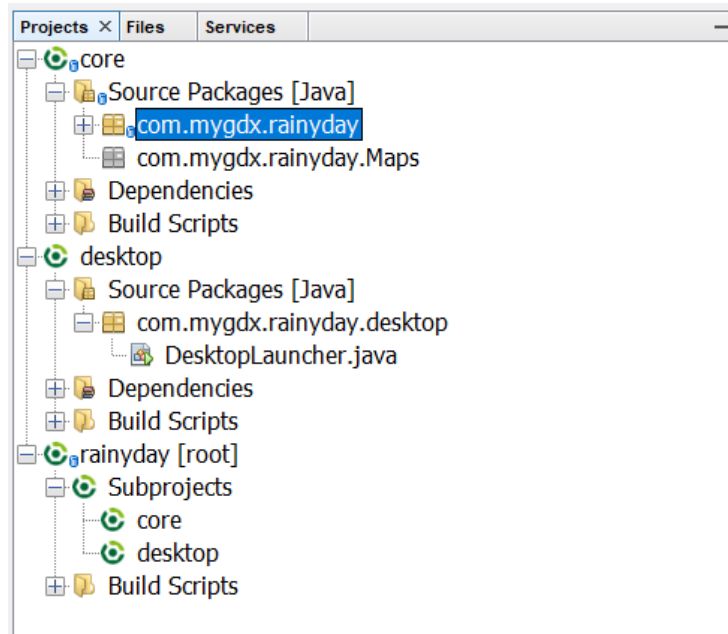 Projects Files Services
core
Source Packages [Java]
com.mygdx.rainyday
com.mygdx.rainyday.Maps
Dependencies
Build Scripts
desktop
Source Packages [Java]
com.mygdx.rainyday.desktop
DesktopLauncher.java
Dependencies
Build Scripts
rainyday [root]
Subprojects
core
desktop
Build Scripts